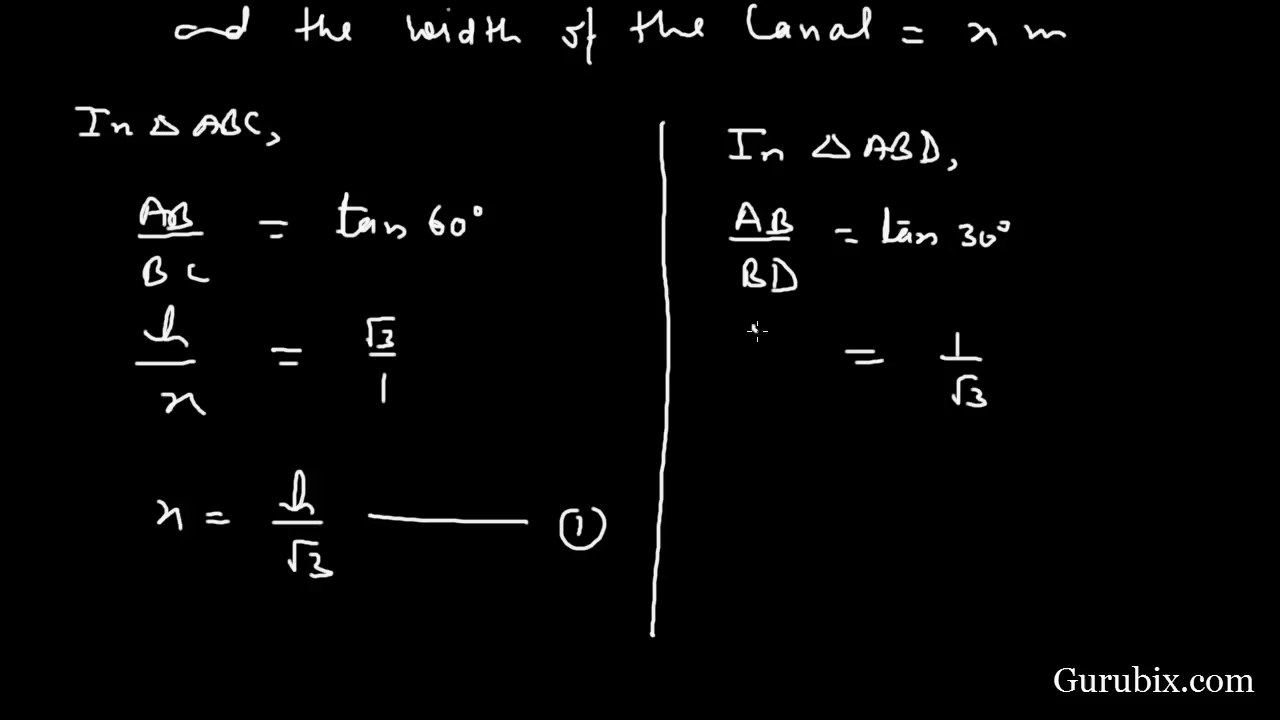 and the width of the Canal = x m
In △ ABC,
AB/BC = tan 60°
h/x = √3/1
x = h/√3 ——— ①
In △ ABD,
AB/BD = tan 30°
= 1/√3
Gurubix.com